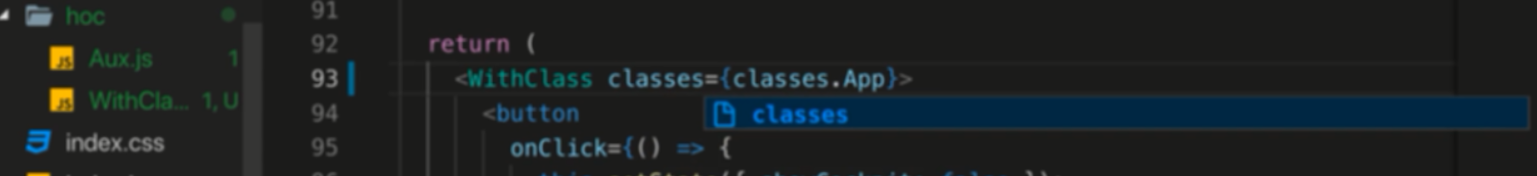 hoc
Aux.js 1
WithCla... 1, U
index.css
91
92 return (
93 <WithClass classes={classes.App}>
classes
94 <button
95 onClick={() => {